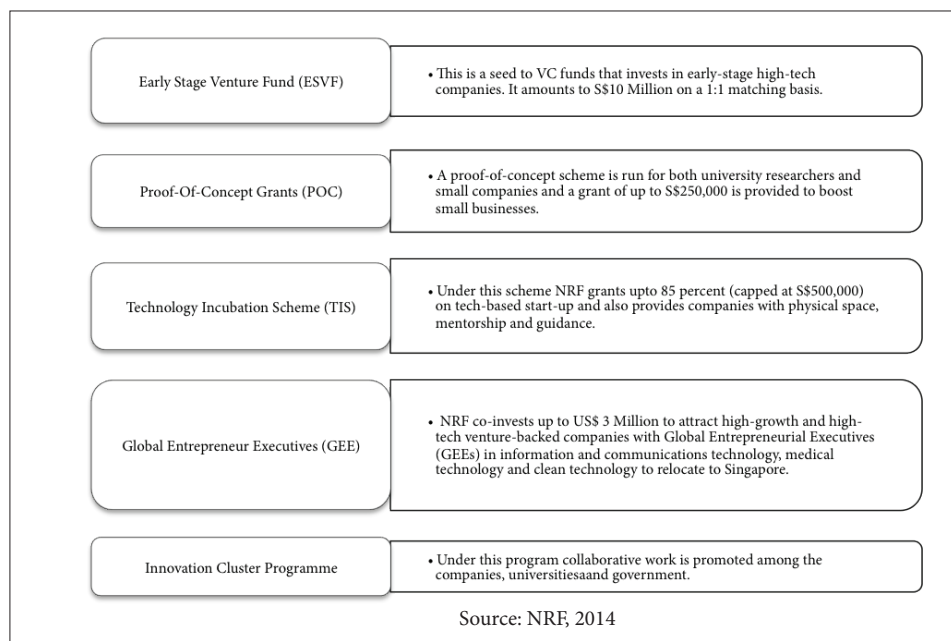 Early Stage Venture Fund (ESVF)
• This is a seed to VC funds that invests in early-stage high-tech
companies. It amounts to S$10 Million on a 1:1 matching basis.
Proof-Of-Concept Grants (POC)
• A proof-of-concept scheme is run for both university researchers and
small companies and a grant of up to S$250,000 is provided to boost
small businesses.
Technology Incubation Scheme (TIS)
• Under this scheme NRF grants upto 85 percent (capped at S$500,000)
on tech-based start-up and also provides companies with physical space,
mentorship and guidance.
Global Entrepreneur Executives (GEE)
• NRF co-invests up to US$ 3 Million to attract high-growth and high-
tech venture-backed companies with Global Entrepreneurial Executives
(GEEs) in information and communications technology, medical
technology and clean technology to relocate to Singapore.
Innovation Cluster Programme
• Under this program collaborative work is promoted among the
companies, universitiesaand government.
Source: NRF, 2014